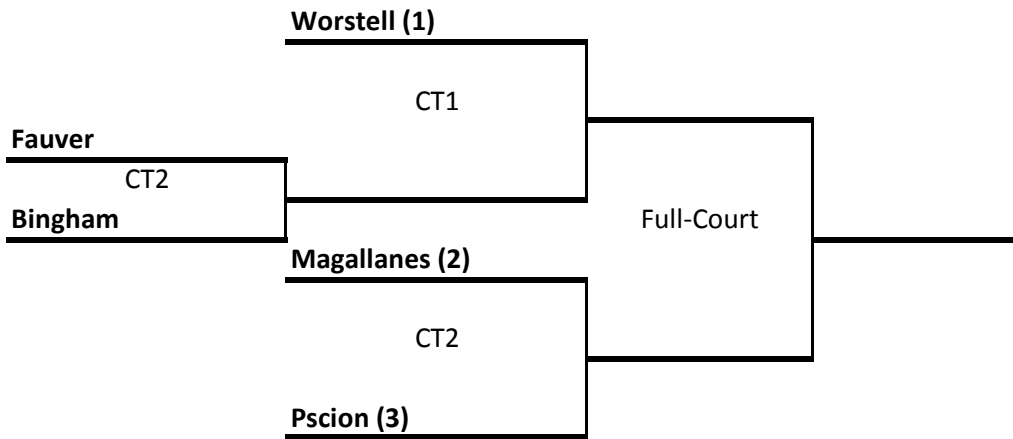 Worstell (1)
CT1
Fauver
CT2
Bingham
Full-Court
Magallanes (2)
CT2
Pscion (3)